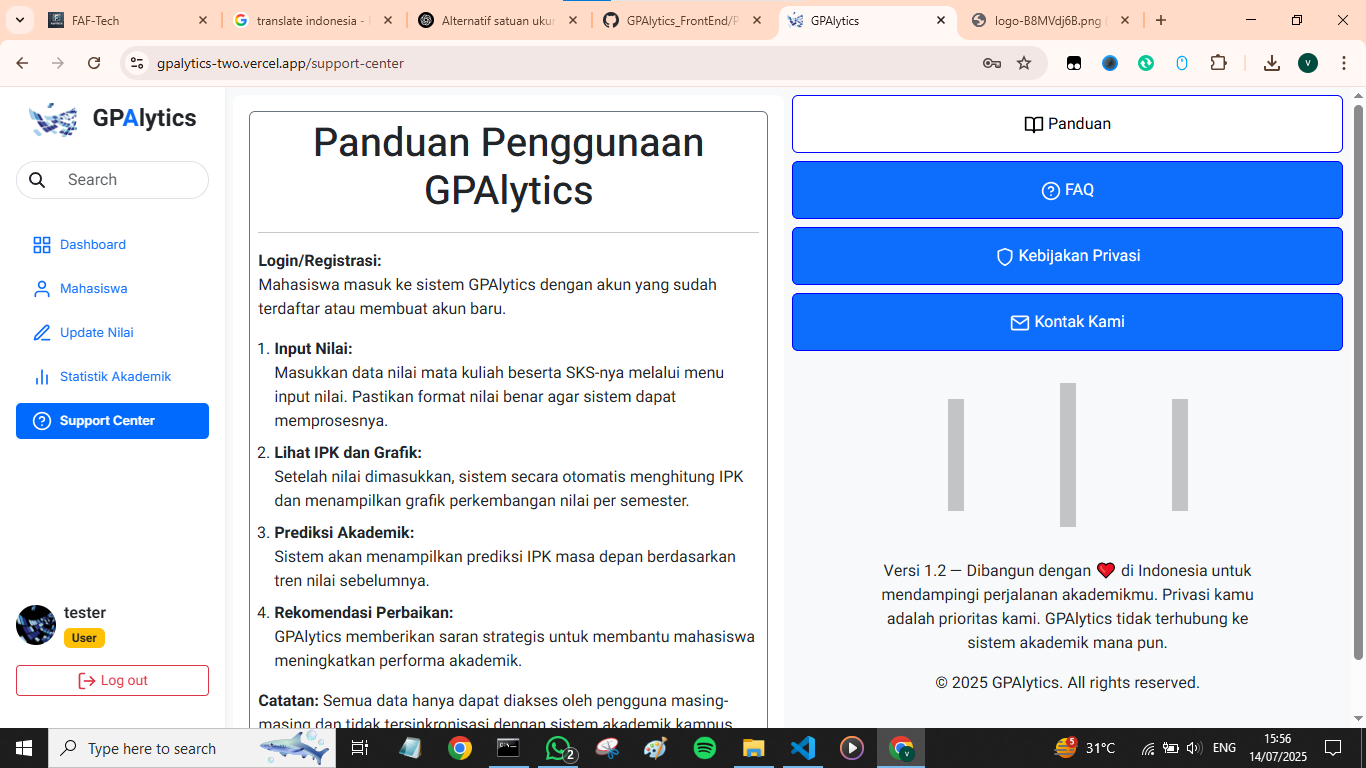 FAF-Tech
translate indonesia -
Alternatif satuan ukur
GPAlytics_FrontEnd/P
GPAlytics
logo-B8MVdj6B.png
gpalytics-two.vercel.app/support-center
V
GPAlytics
Search
Dashboard
Mahasiswa
Update Nilai
Statistik Akademik
Support Center
tester
User
Log out
Panduan Penggunaan
GPAlytics
Login/Registrasi:
Mahasiswa masuk ke sistem GPAlytics dengan akun yang sudah
terdaftar atau membuat akun baru.
1. Input Nilai:
Masukkan data nilai mata kuliah beserta SKS-nya melalui menu
input nilai. Pastikan format nilai benar agar sistem dapat
memprosesnya.
2. Lihat IPK dan Grafik:
Setelah nilai dimasukkan, sistem secara otomatis menghitung IPK
dan menampilkan grafik perkembangan nilai per semester.
3. Prediksi Akademik:
Sistem akan menampilkan prediksi IPK masa depan berdasarkan
tren nilai sebelumnya.
4. Rekomendasi Perbaikan:
GPAlytics memberikan saran strategis untuk membantu mahasiswa
meningkatkan performa akademik.
Catatan: Semua data hanya dapat diakses oleh pengguna masing-
masing dan tidak tersinkronisasi dengan sistem akademik kampus
Panduan
FAQ
Kebijakan Privasi
Kontak Kami
Versi 1.2 — Dibangun dengan ❤️ di Indonesia untuk
mendampingi perjalanan akademikmu. Privasi kamu
adalah prioritas kami. GPAlytics tidak terhubung ke
sistem akademik mana pun.
© 2025 GPAlytics. All rights reserved.
Type here to search
2
V
5
31°C
ENG
15:56
14/07/2025